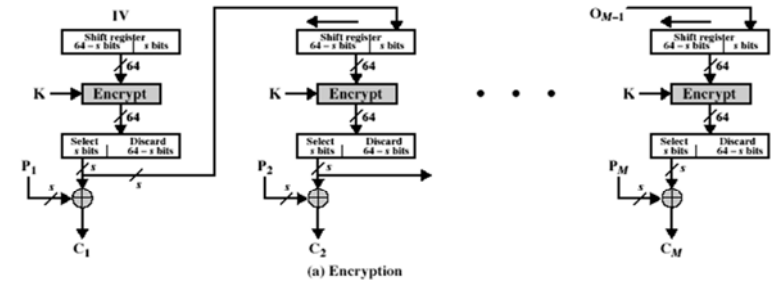 IV
Shift register
64 – s bits | s bits
64
K
Encrypt
64
Select
s bits
Discard
64 – s bits
s
s
P1
s
C1
Shift register
64 – s bits | s bits
64
K
Encrypt
64
Select
s bits
Discard
64 – s bits
s
P2
s
C2
• • •
OM–1
Shift register
64 – s bits | s bits
64
K
Encrypt
64
Select
s bits
Discard
64 – s bits
s
PM
s
CM
(a) Encryption